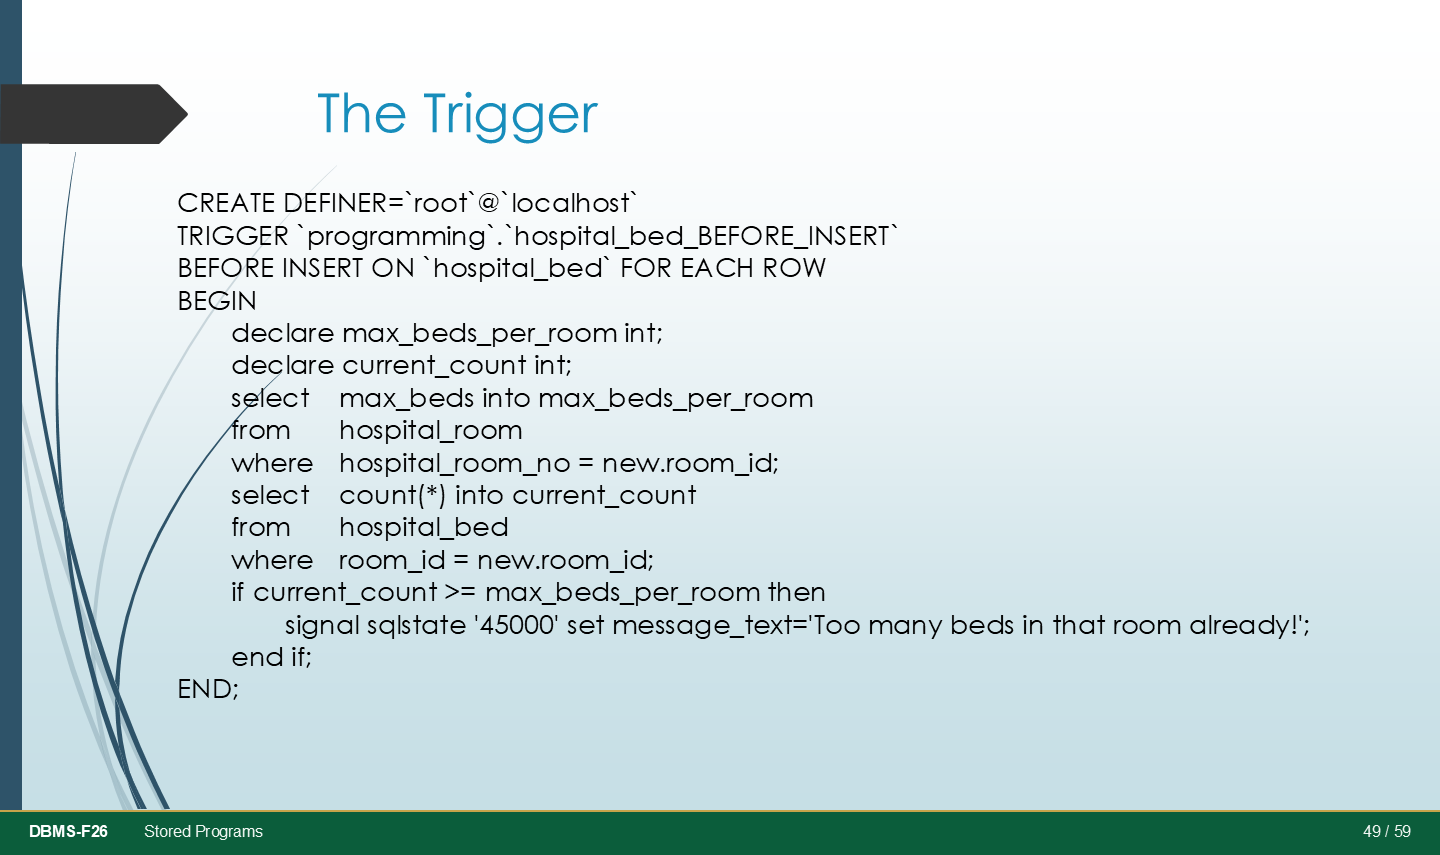 The Trigger
CREATE DEFINER=`root`@`localhost`
TRIGGER `programming`.`hospital_bed_BEFORE_INSERT`
BEFORE INSERT ON `hospital_bed` FOR EACH ROW
BEGIN
declare max_beds_per_room int;
declare current_count int;
select max_beds into max_beds_per_room
from hospital_room
where hospital_room_no = new.room_id;
select count(*) into current_count
from hospital_bed
where room_id = new.room_id;
if current_count >= max_beds_per_room then
signal sqlstate '45000' set message_text='Too many beds in that room already!';
end if;
END;
DBMS-F26 Stored Programs 49 / 59